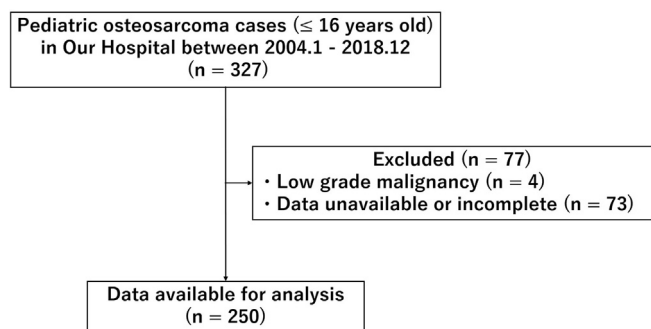 Pediatric osteosarcoma cases (≤ 16 years old)
in Our Hospital between 2004.1 - 2018.12
(n = 327)
Excluded (n = 77)
・Low grade malignancy (n = 4)
・Data unavailable or incomplete (n = 73)
Data available for analysis
(n = 250)